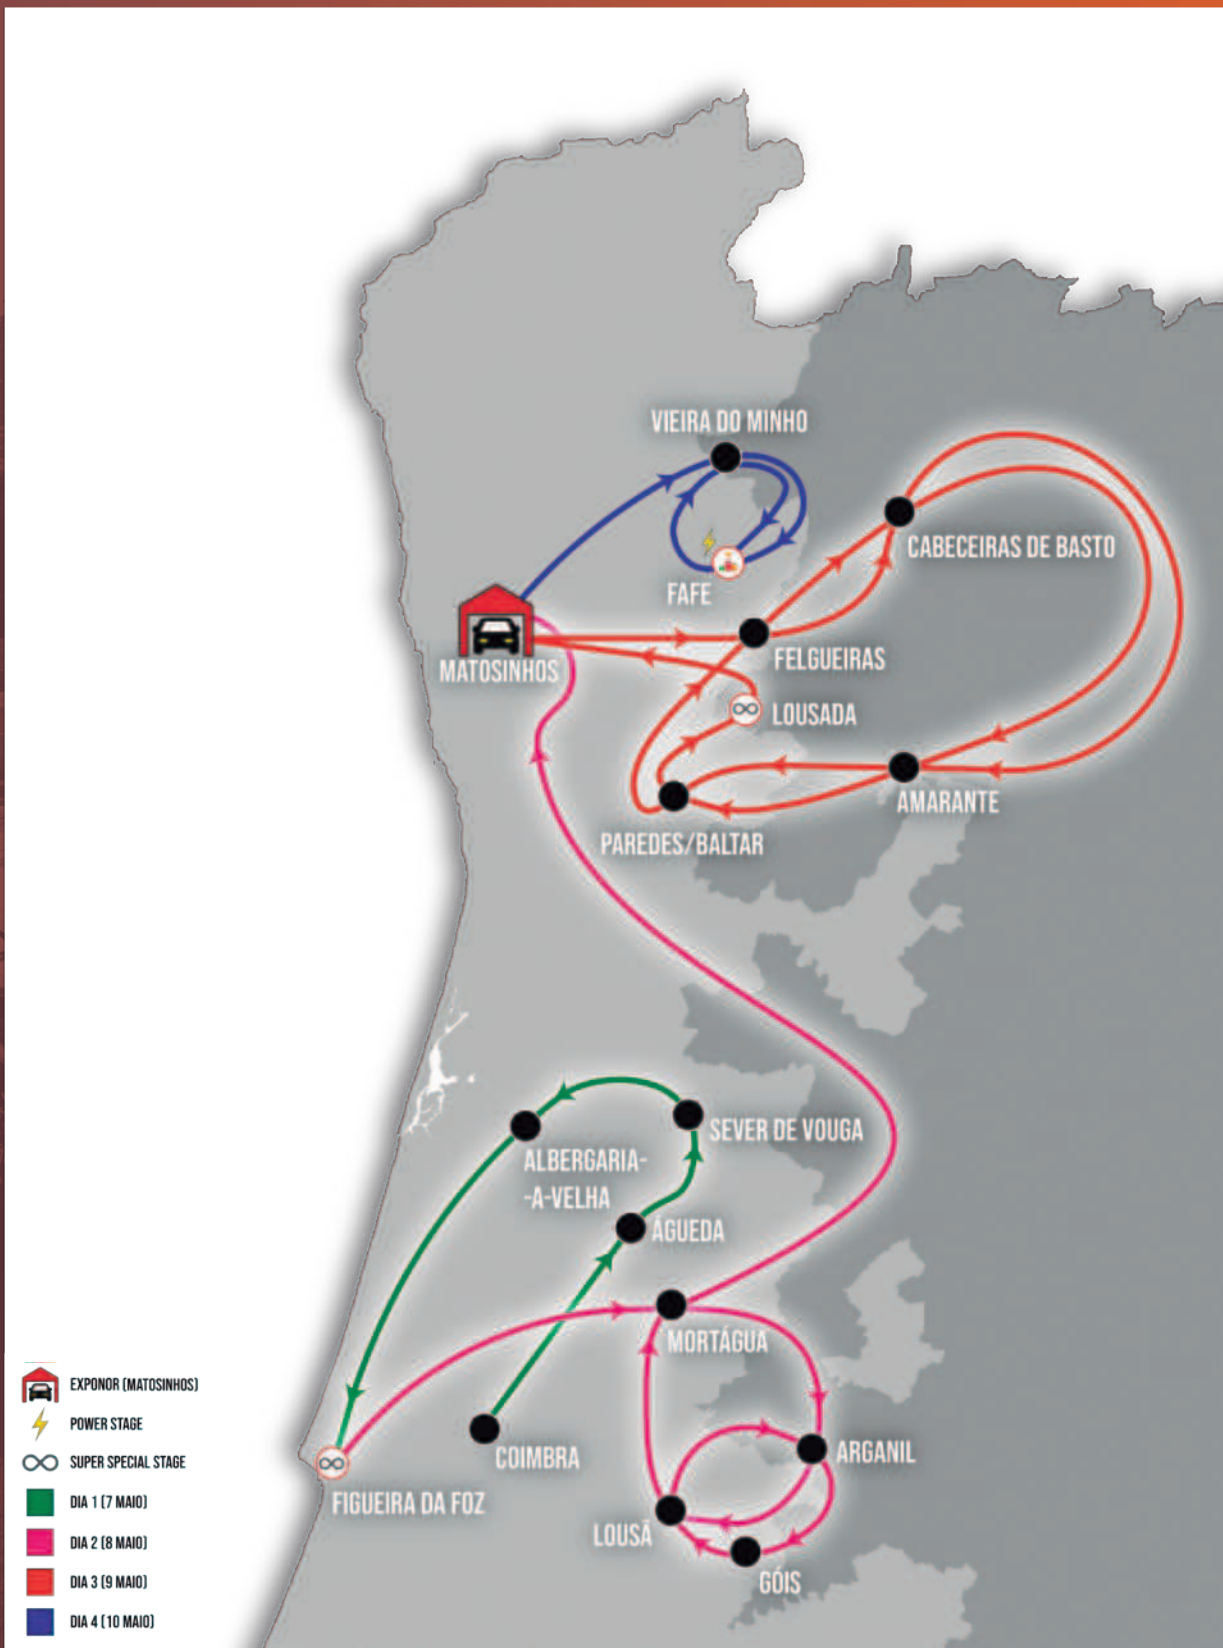 VIEIRA DO MINHO
CABECEIRAS DE BASTO
FAFE
MATOSINHOS
FELGUEIRAS
LOUSADA
AMARANTE
PAREDES/BALTAR
SEVER DE VOUGA
ALBERGARIA-
-A-VELHA
ÁGUEDA
MORTÁGUA
COIMBRA
ARGANIL
FIGUEIRA DA FOZ
LOUSÃ
GÓIS
EXPONOR (MATOSINHOS)
POWER STAGE
SUPER SPECIAL STAGE
DIA 1 (7 MAIO)
DIA 2 (8 MAIO)
DIA 3 (9 MAIO)
DIA 4 (10 MAIO)